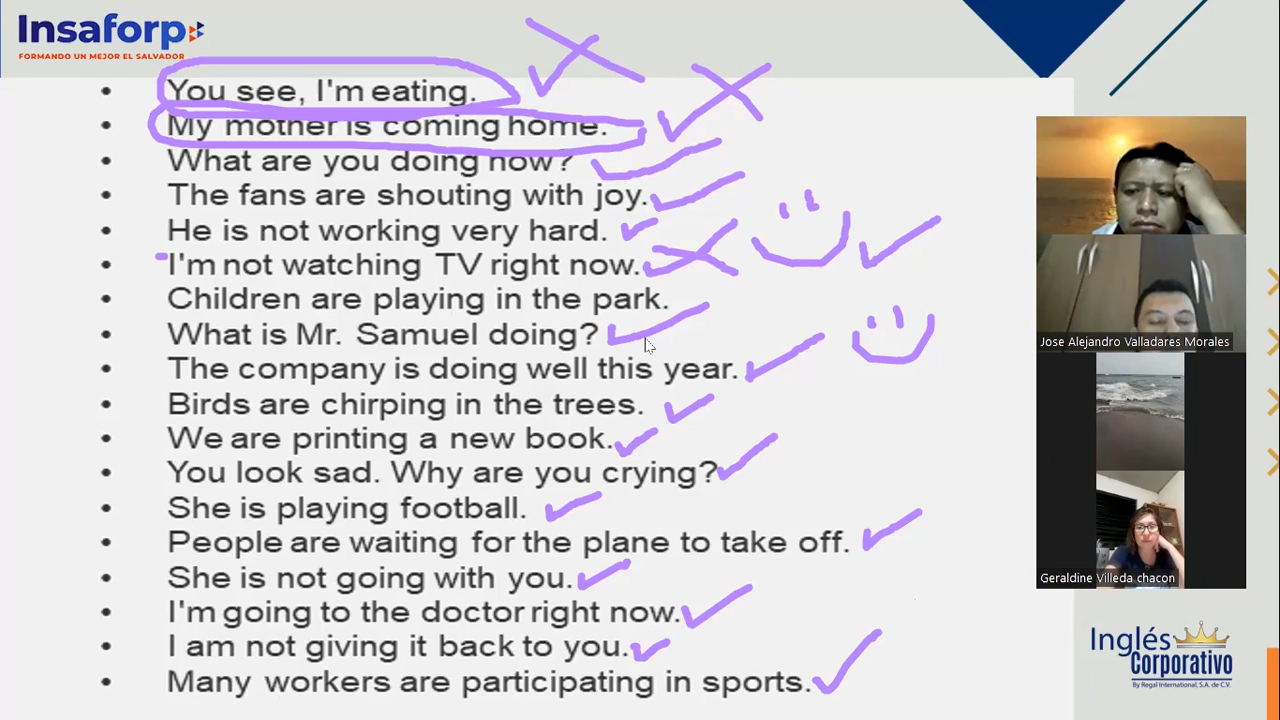 Insaforp
FORMANDO UN MEJOR EL SALVADOR
• You see, I'm eating.
• My mother is coming home.
• What are you doing now?
• The fans are shouting with joy.
• He is not working very hard.
• I'm not watching TV right now.
• Children are playing in the park.
• What is Mr. Samuel doing?
• The company is doing well this year.
• Birds are chirping in the trees.
• We are printing a new book.
• You look sad. Why are you crying?
• She is playing football.
• People are waiting for the plane to take off.
• She is not going with you.
• I'm going to the doctor right now.
• I am not giving it back to you.
• Many workers are participating in sports.
Jose Alejandro Valladares Morales
Geraldine Villeda chacon
Inglés
Corporativo
By Regal International, S.A. de C.V.